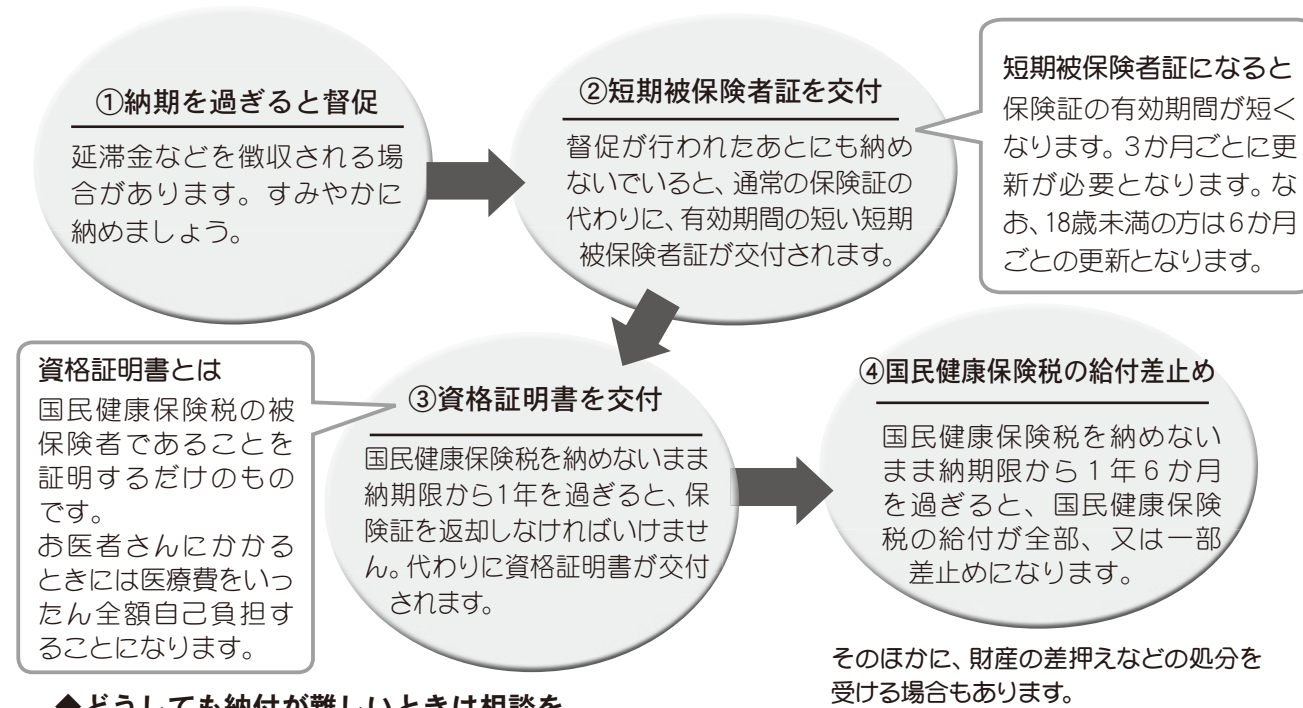 ①納期を過ぎると督促
延滞金などを徴収される場
合があります。すみやかに
納めましょう。
②短期被保険者証を交付
督促が行われたあとにも納め
ないでいると、通常の保険証の
代わりに、有効期間の短い短期
被保険者証が交付されます。
短期被保険者証になると
保険証の有効期間が短く
なります。3か月ごとに更
新が必要となります。な
お、18歳未満の方は6か月
ごとの更新となります。
資格証明書とは
国民健康保険税の被
保険者であることを
証明するだけのもの
です。
お医者さんにかかる
ときには医療費をいっ
たん全額自己負担す
ることになります。
③資格証明書を交付
国民健康保険税を納めないまま
納期限から1年を過ぎると、保
険証を返却しなければいけませ
ん。代わりに資格証明書が交付
されます。
④国民健康保険税の給付差止め
国民健康保険税を納めない
まま納期限から1年6か月
を過ぎると、国民健康保険
税の給付が全部、又は一部
差止めになります。
そのほかに、財産の差押えなどの処分を
受ける場合もあります。
◆どうしても納付が難しいときは相談を